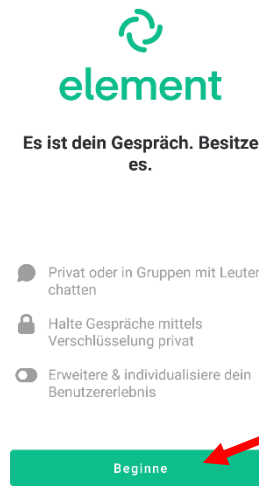 element
Es ist dein Gespräch. Besitze
es.
Privat oder in Gruppen mit Leuten
chatten
Halte Gespräche mittels
Verschlüsselung privat
Erweitere & individualisiere dein
Benutzererlebnis
Beginne